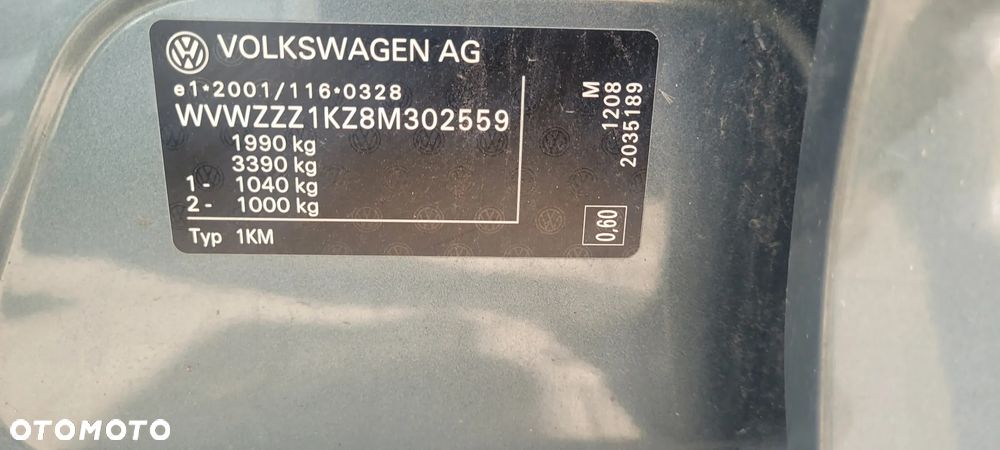 VOLKSWAGEN AG
e1*2001/116*0328
WVWZZZ1KZ8M302559
1990 kg
3390 kg
1- 1040 kg
2- 1000 kg
Typ 1KM
M
1208
2035189
0,60
OTOMOTO